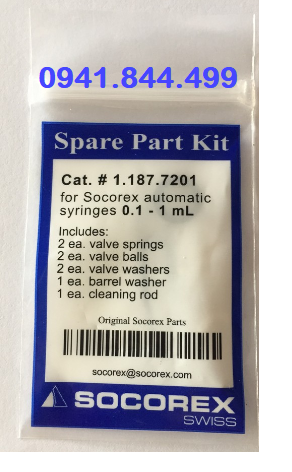 0941.844.499
Spare Part Kit
Cat. # 1.187.7201
for Socorex automatic
syringes 0.1 - 1 mL
Includes:
2 ea. valve springs
2 ea. valve balls
2 ea. valve washers
1 ea. barrel washer
1 ea. cleaning rod
Original Socorex Parts
socorex@socorex.com
SOCOREX
SWISS